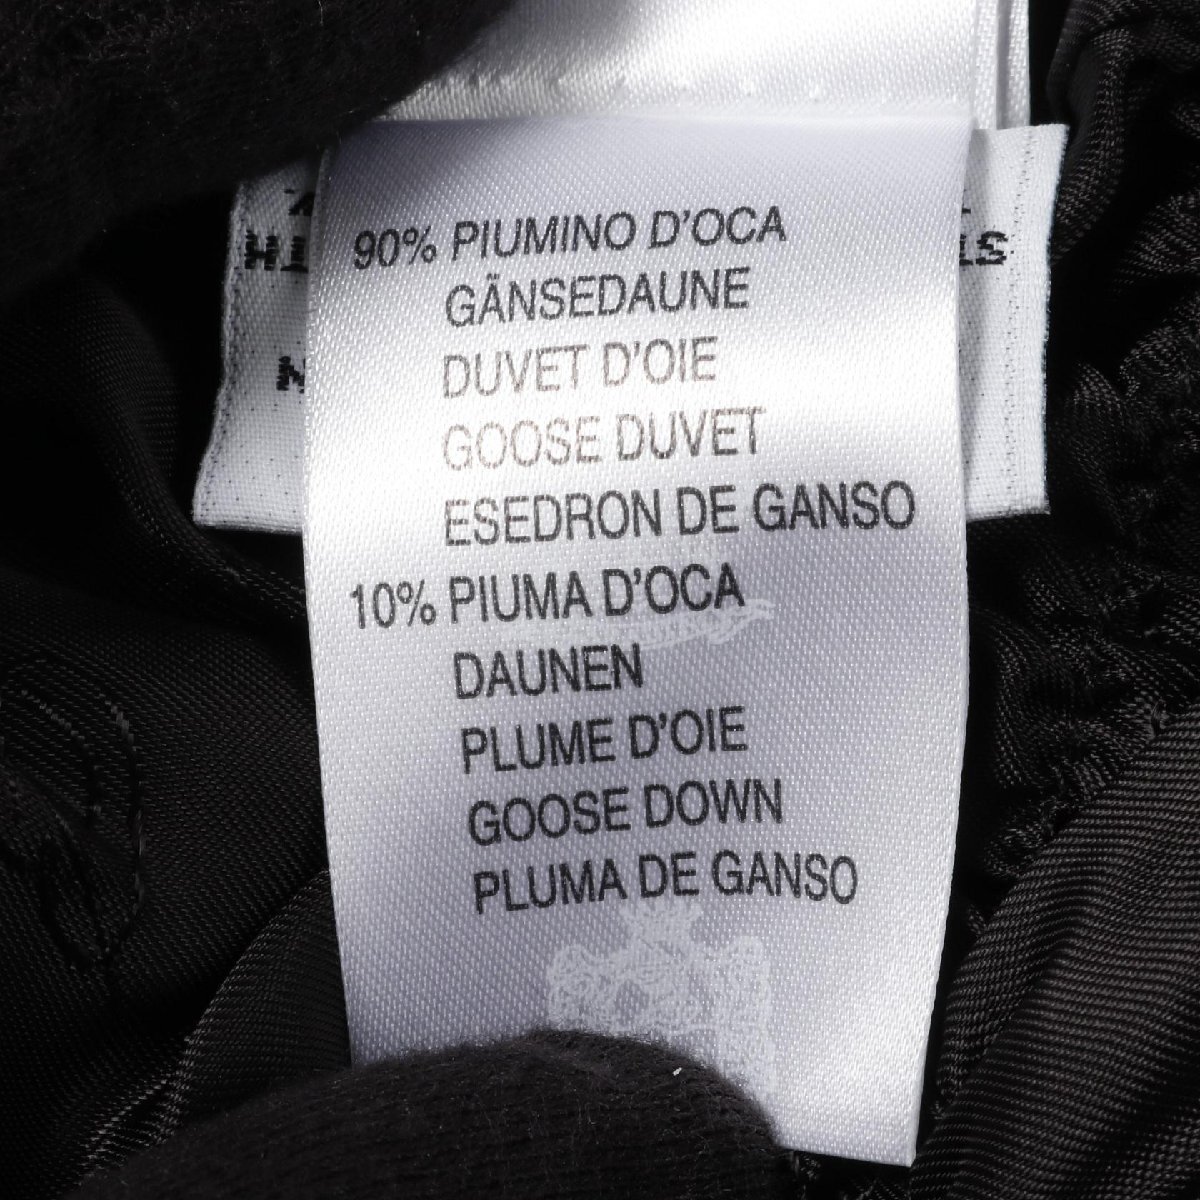 90% PIUMINO D'OCA
GÄNSEDAUNE
DUVET D'OIE
GOOSE DUVET
ESEDRON DE GANSO
10% PIUMA D'OCA
DAUNEN
PLUME D'OIE
GOOSE DOWN
PLUMA DE GANSO